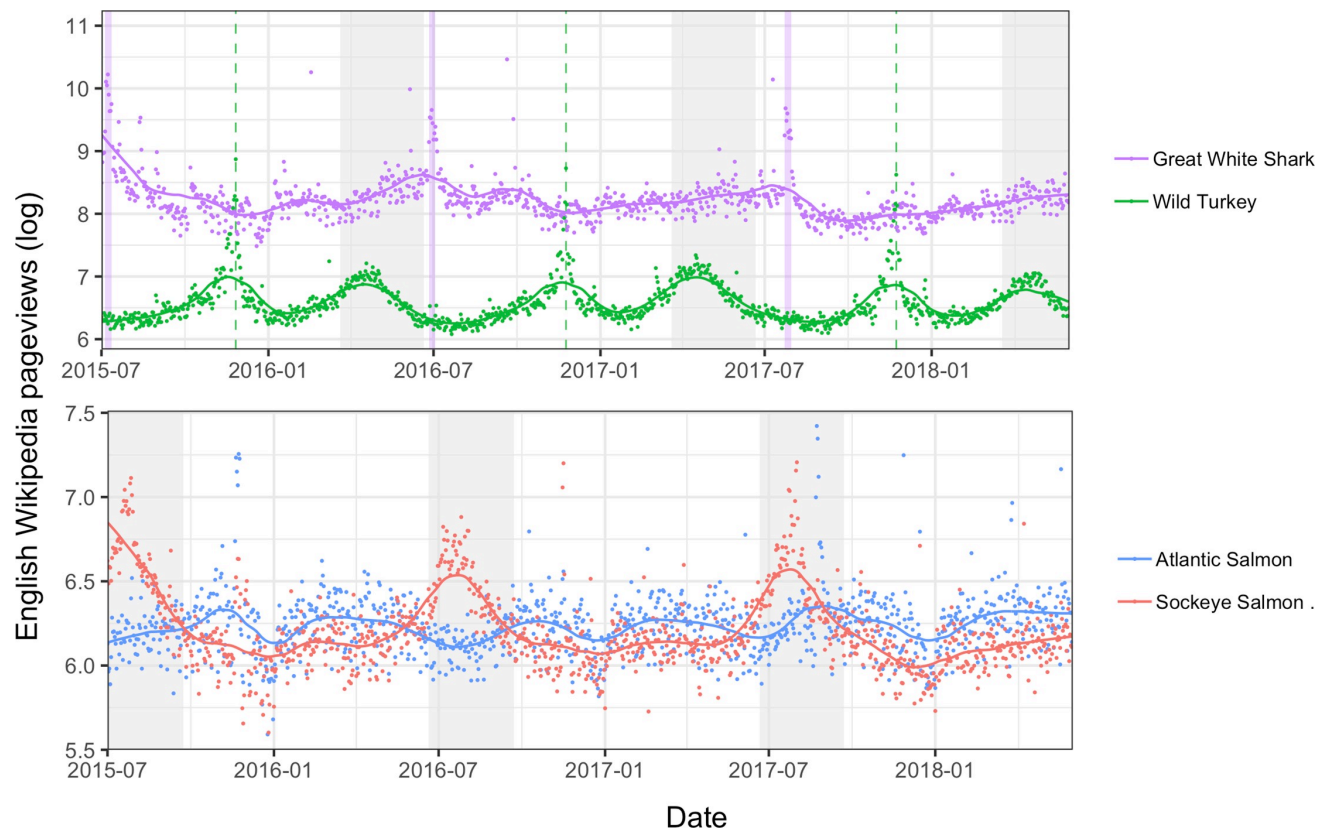 English Wikipedia pageviews (log)
11
10
9
8
7
6
2015-07 2016-01 2016-07 2017-01 2017-07 2018-01
Great White Shark
Wild Turkey
7.5
7.0
6.5
6.0
5.5
2015-07 2016-01 2016-07 2017-01 2017-07 2018-01
Atlantic Salmon
Sockeye Salmon .
Date